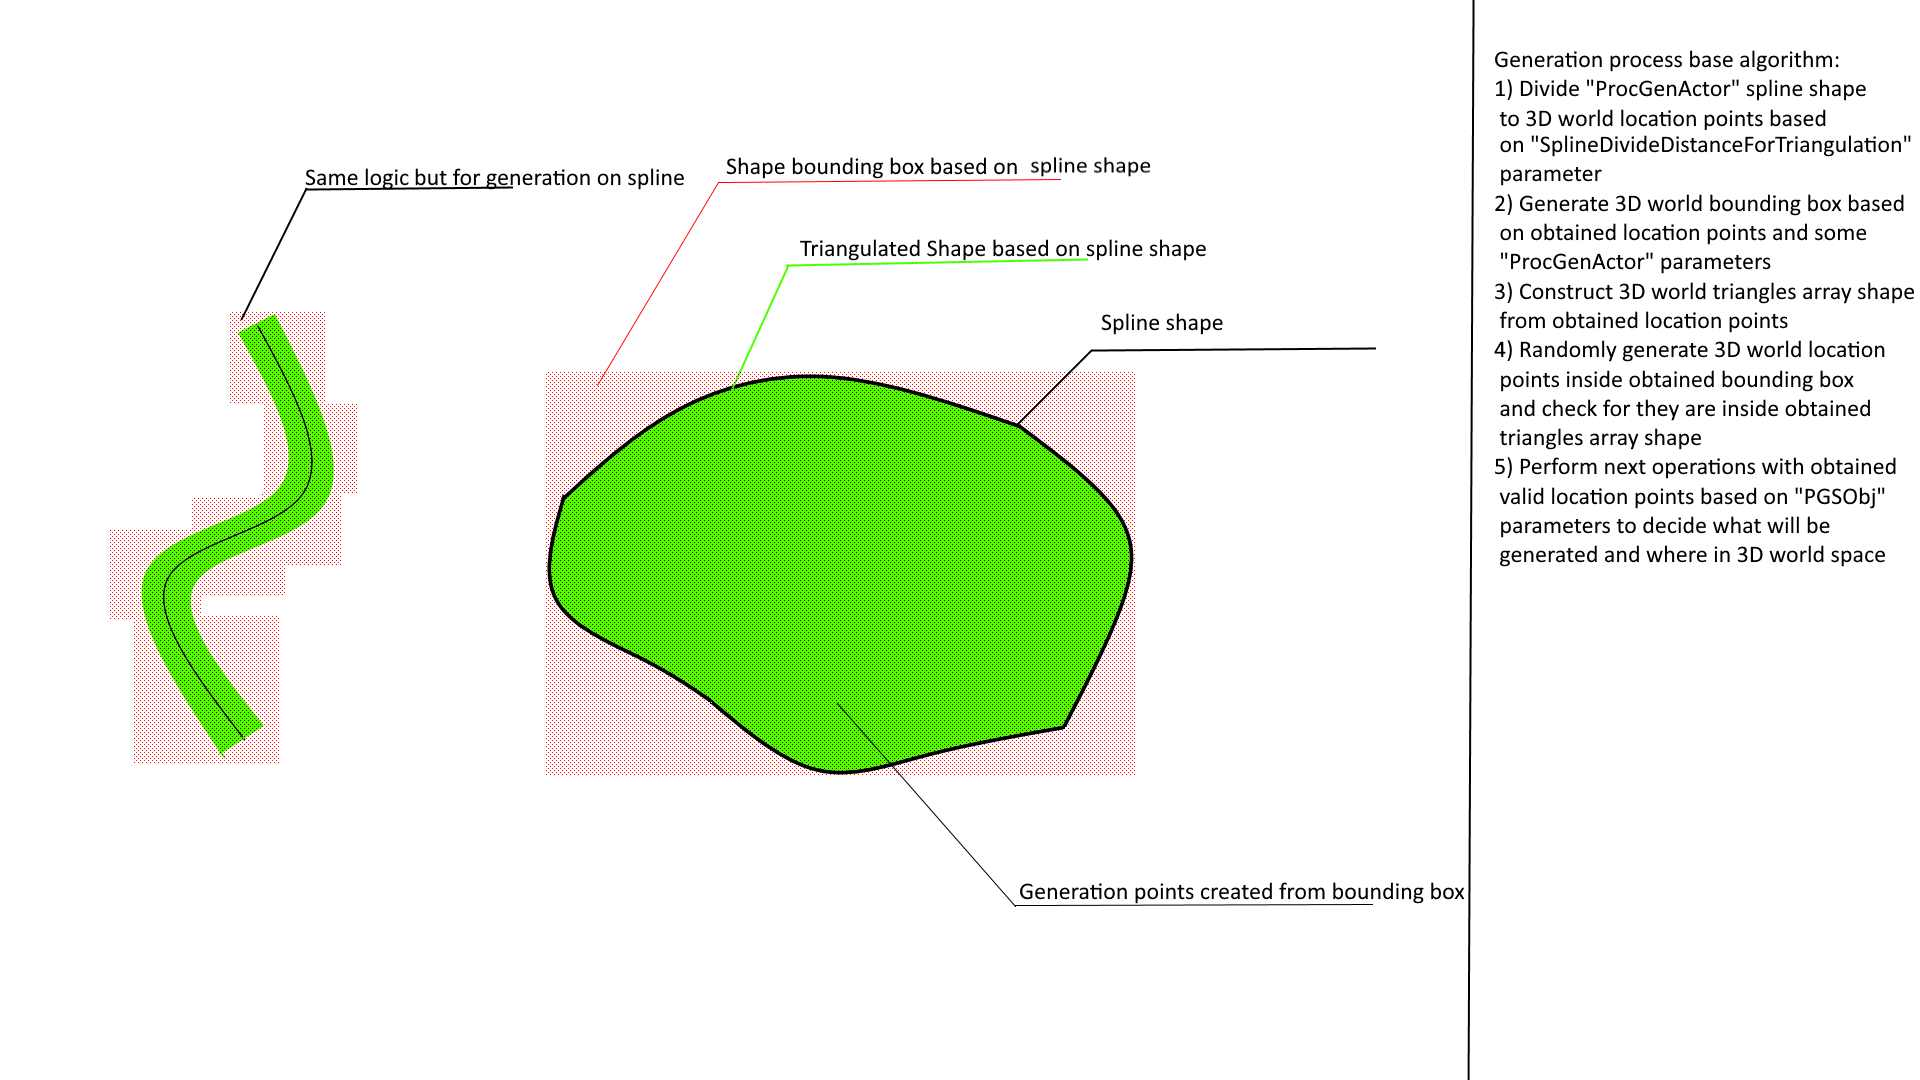 Same logic but for generation on spline
Shape bounding box based on spline shape
Triangulated Shape based on spline shape
Spline shape
Generation points created from bounding box
Generation process base algorithm:
1) Divide "ProcGenActor" spline shape
to 3D world location points based
on "SplineDivideDistanceForTriangulation"
parameter
2) Generate 3D world bounding box based
on obtained location points and some
"ProcGenActor" parameters
3) Construct 3D world triangles array shape
from obtained location points
4) Randomly generate 3D world location
points inside obtained bounding box
and check for they are inside obtained
triangles array shape
5) Perform next operations with obtained
valid location points based on "PGSObj"
parameters to decide what will be
generated and where in 3D world space